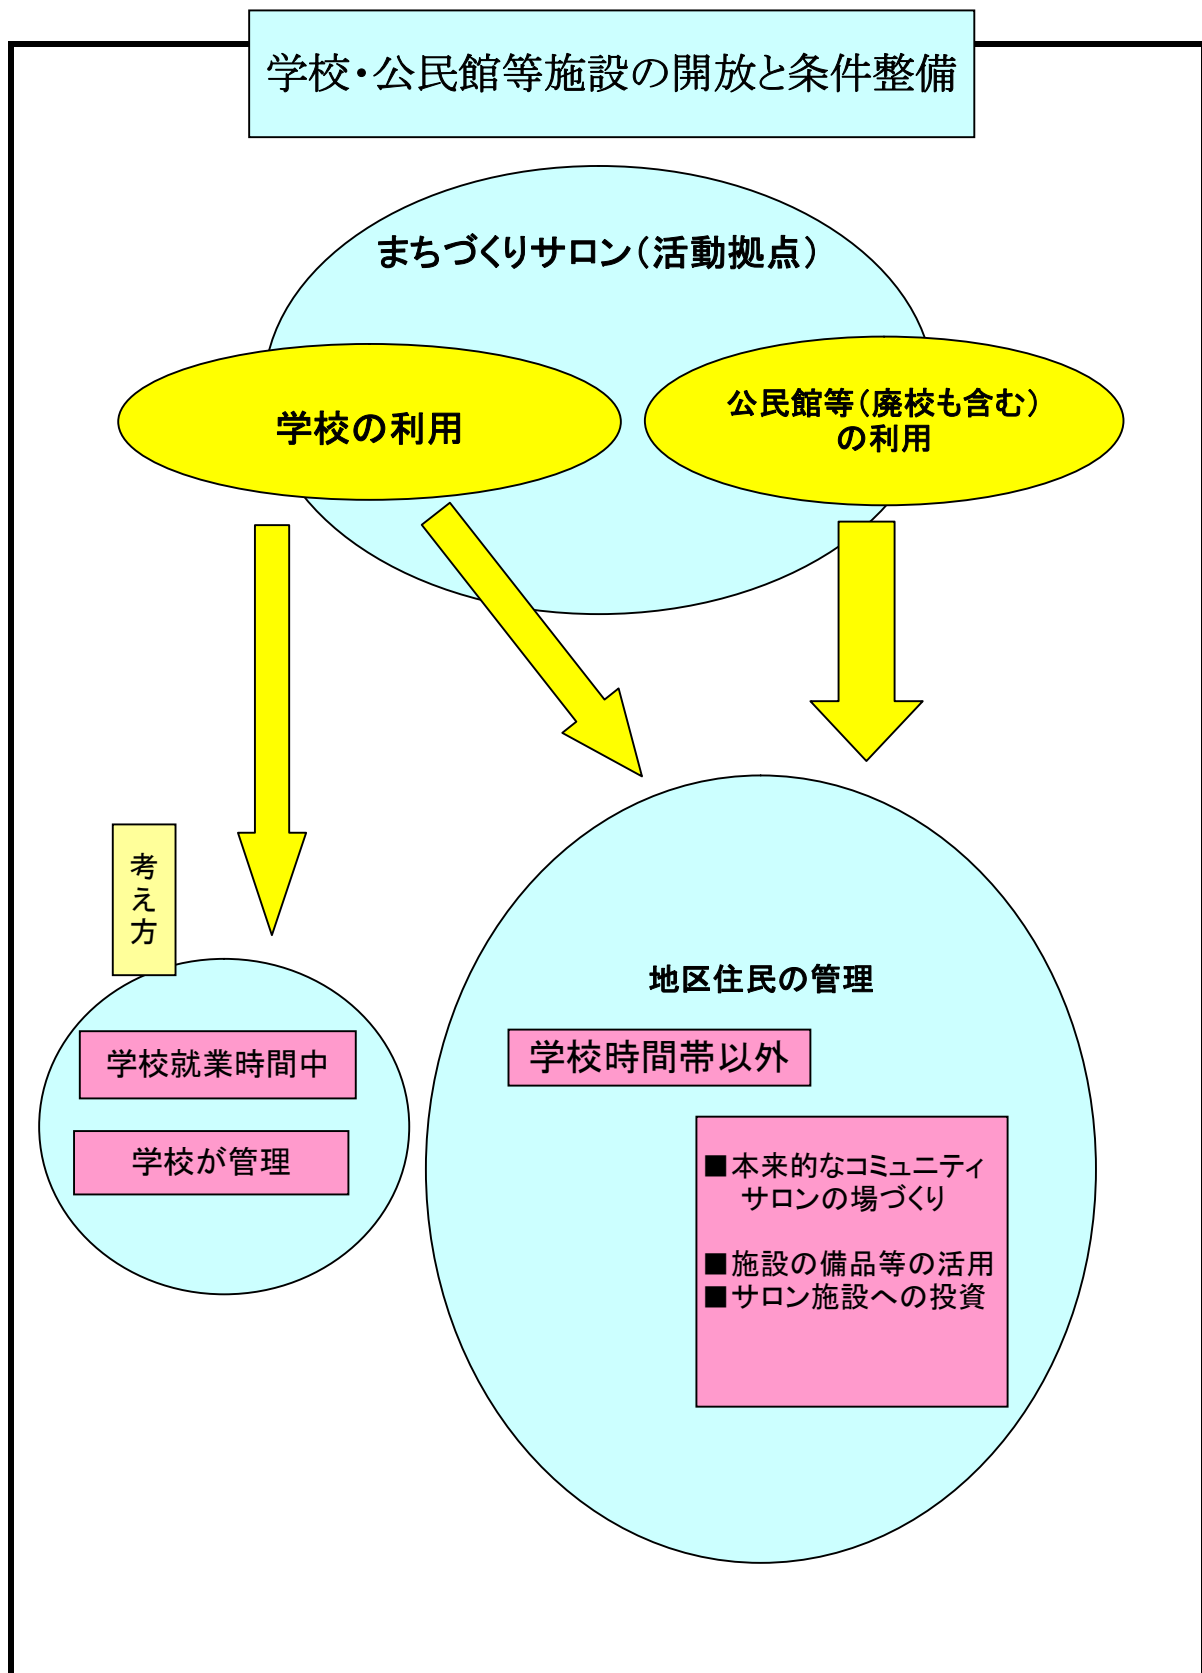 学校・公民館等施設の開放と条件整備
まちづくりサロン(活動拠点)
学校の利用
公民館等(廃校も含む)
の利用
考え方
学校就業時間中
学校が管理
地区住民の管理
学校時間帯以外
■本来的なコミュニティ
サロンの場づくり
■施設の備品等の活用
■サロン施設への投資